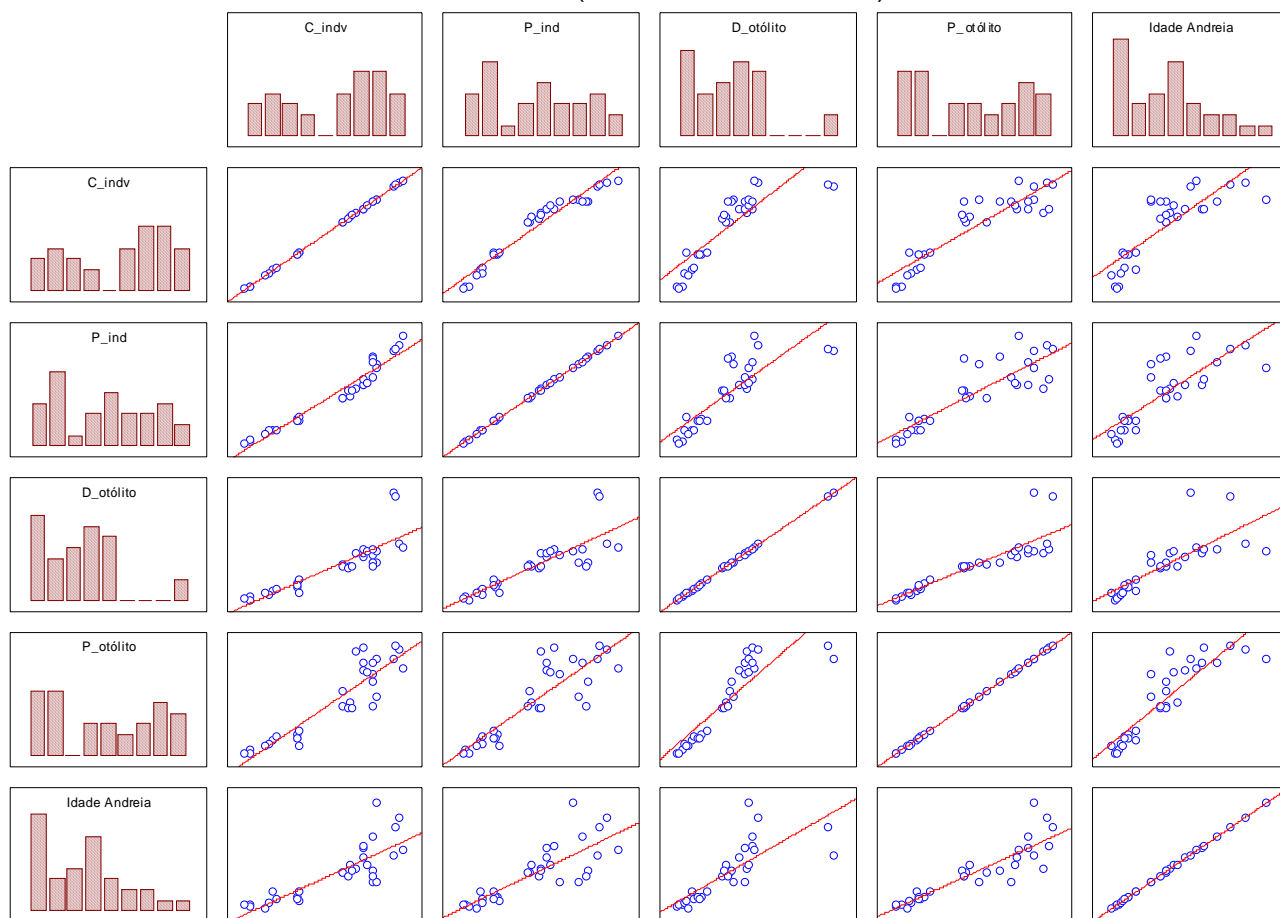 C_indv
P_ind
D_otólito
P_otólito
Idade Andreia
C_indv
P_ind
D_otólito
P_otólito
Idade Andreia